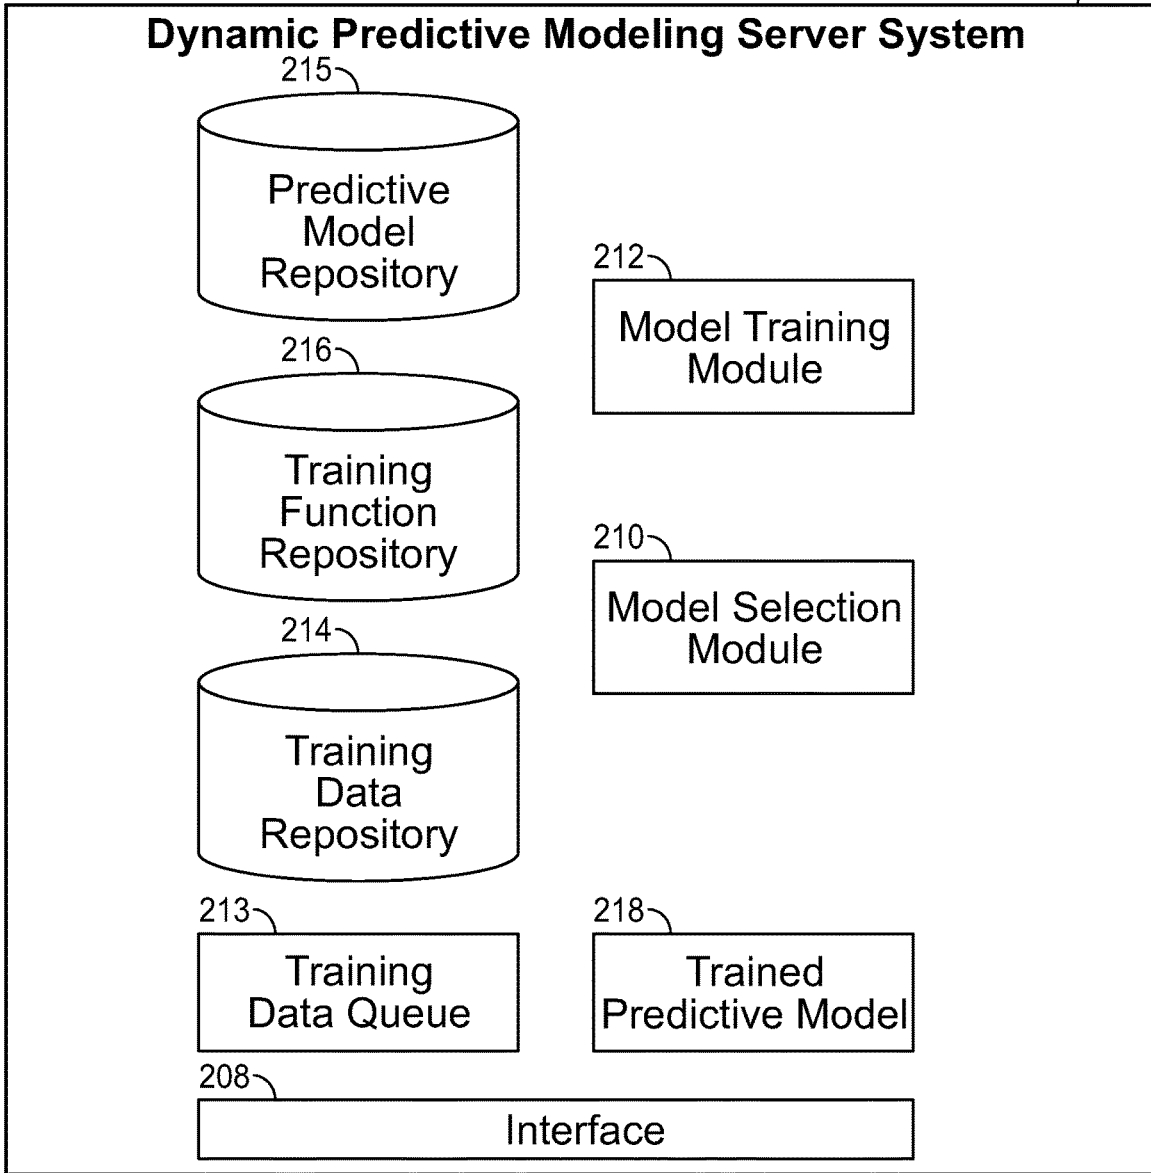 Dynamic Predictive Modeling Server System
215
Predictive
Model
Repository
212
Model Training
Module
216
Training
Function
Repository
210
Model Selection
Module
214
Training
Data
Repository
213
Training
Data Queue
218
Trained
Predictive Model
208
Interface